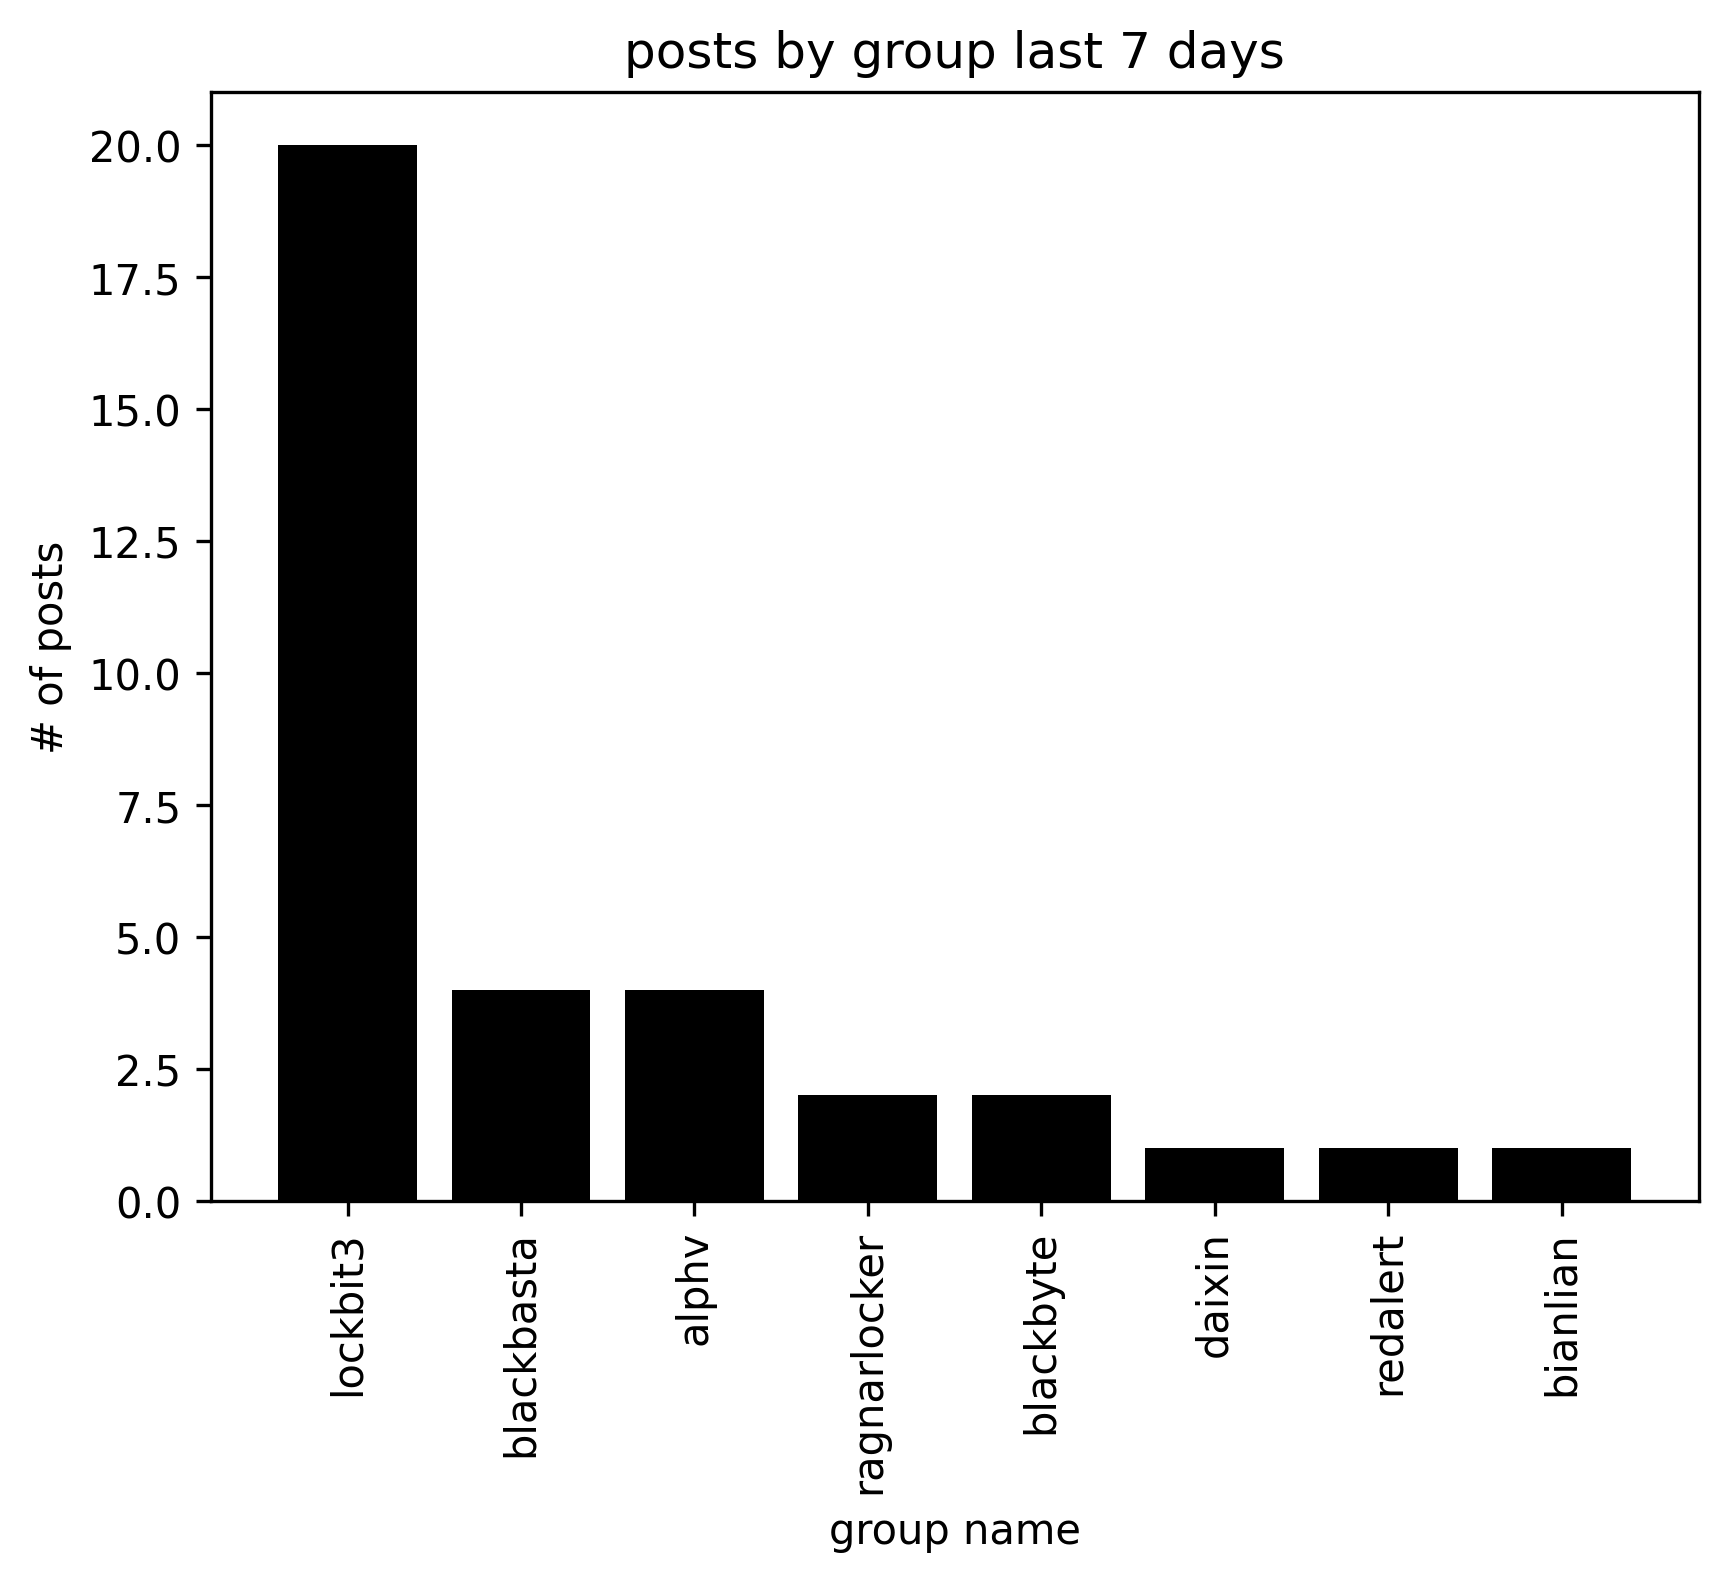 posts by group last 7 days
# of posts
20.0
17.5
15.0
12.5
10.0
7.5
5.0
2.5
0.0
lockbit3
blackbasta
alphv
ragnarlocker
blackbyte
daixin
redalert
bianlian
group name